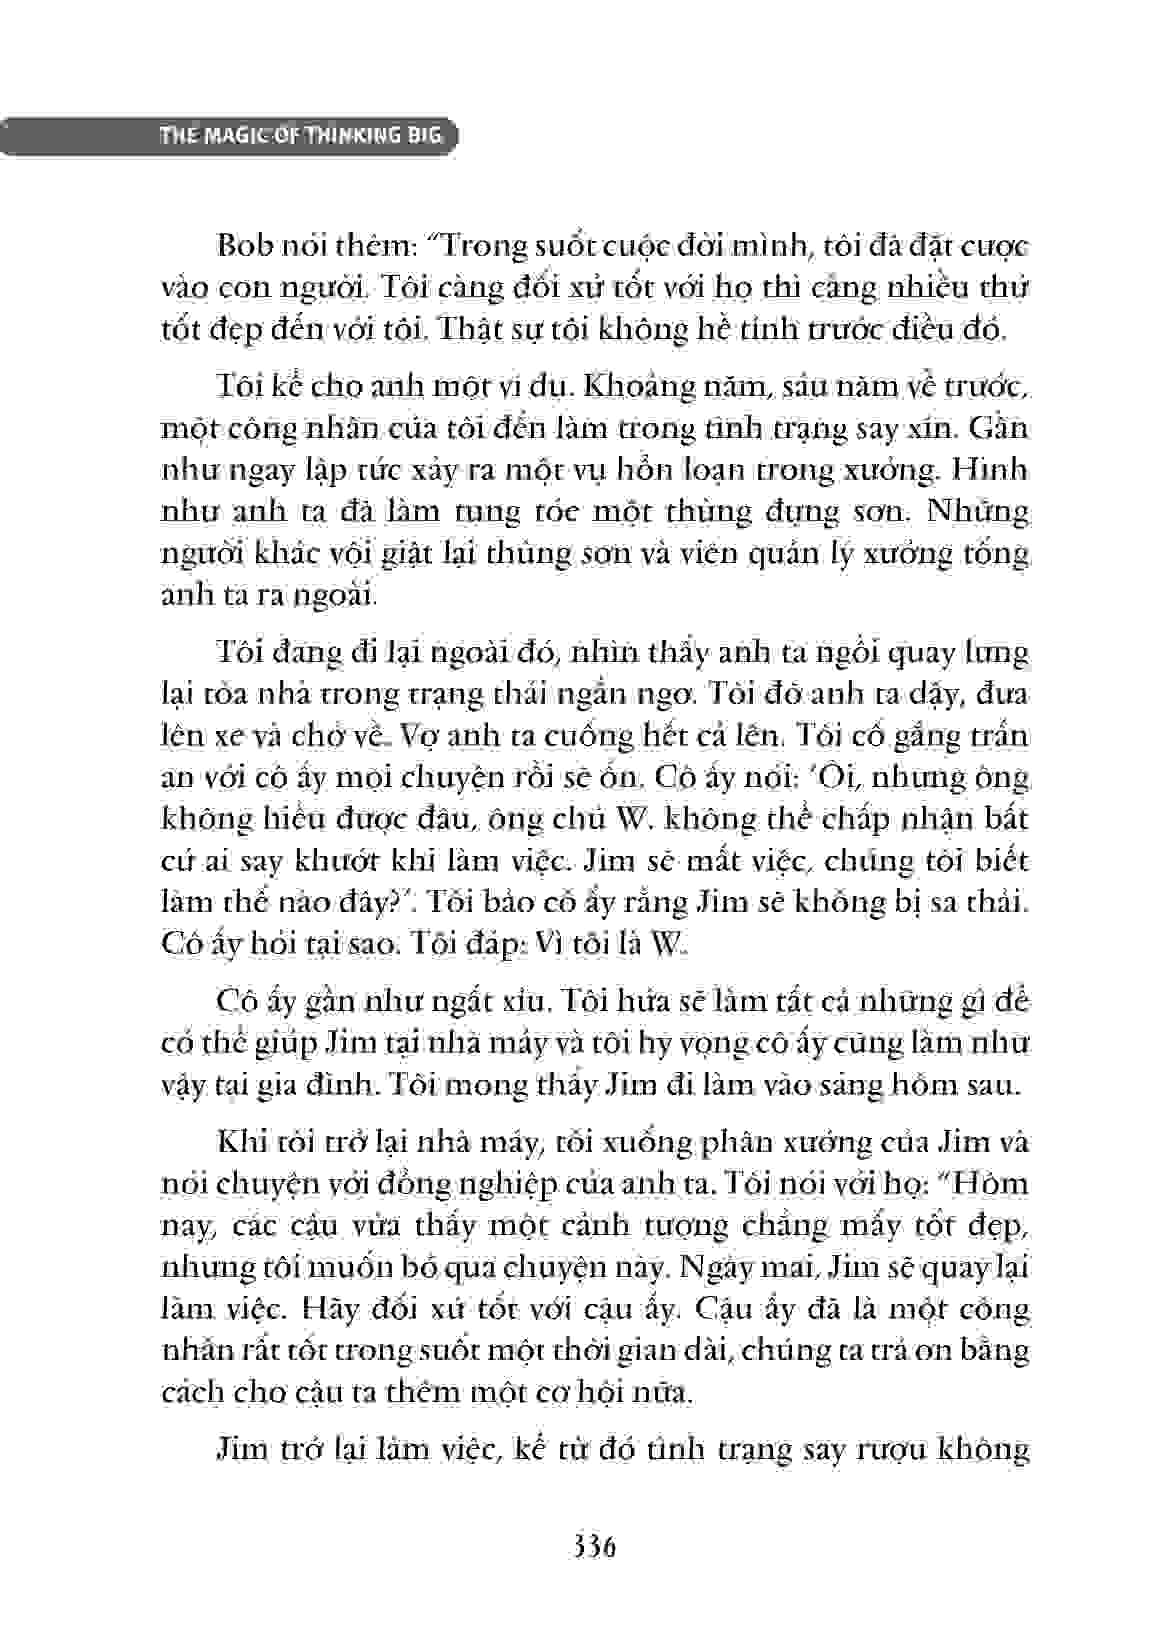 THE MAGIC OF THINKING BIG
Bob nói thêm: “Trong suốt cuộc đời mình, tôi đã đặt cược
vào con người. Tôi càng đối xử tốt với họ thì càng nhiều thứ
tốt đẹp đến với tôi. Thật sự tôi không hề tính trước điều đó.
Tôi kể cho anh một ví dụ. Khoảng năm, sáu năm về trước,
một công nhân của tôi đến làm trong tình trạng say xỉn. Gần
như ngay lập tức xảy ra một vụ hỗn loạn trong xưởng. Hình
như anh ta đã làm tung tóe một thùng đựng sơn. Những
người khác vội giật lại thùng sơn và viên quản lý xưởng tống
anh ta ra ngoài.
Tôi đang đi lại ngoài đó, nhìn thấy anh ta ngồi quay lưng
lại tòa nhà trong trạng thái ngẩn ngơ. Tôi đỡ anh ta dậy, đưa
lên xe và chở về. Vợ anh ta cuống hết cả lên. Tôi cố gắng trấn
an với cô ấy mọi chuyện rồi sẽ ổn. Cô ấy nói: ‘Ôi, nhưng ông
không hiểu được đâu, ông chủ W. không thể chấp nhận bất
cứ ai say khướt khi làm việc. Jim sẽ mất việc, chúng tôi biết
làm thế nào đây?’. Tôi bảo cô ấy rằng Jim sẽ không bị sa thải.
Cô ấy hỏi tại sao. Tôi đáp: Vì tôi là W.
Cô ấy gần như ngất xỉu. Tôi hứa sẽ làm tất cả những gì để
có thể giúp Jim tại nhà máy và tôi hy vọng cô ấy cũng làm như
vậy tại gia đình. Tôi mong thấy Jim đi làm vào sáng hôm sau.
Khi tôi trở lại nhà máy, tôi xuống phân xưởng của Jim và
nói chuyện với đồng nghiệp của anh ta. Tôi nói với họ: “Hôm
nay, các cậu vừa thấy một cảnh tượng chẳng mấy tốt đẹp,
nhưng tôi muốn bỏ qua chuyện này. Ngày mai, Jim sẽ quay lại
làm việc. Hãy đối xử tốt với cậu ấy. Cậu ấy đã là một công
nhân rất tốt trong suốt một thời gian dài, chúng ta trả ơn bằng
cách cho cậu ta thêm một cơ hội nữa.
Jim trở lại làm việc, kể từ đó tình trạng say rượu không
336